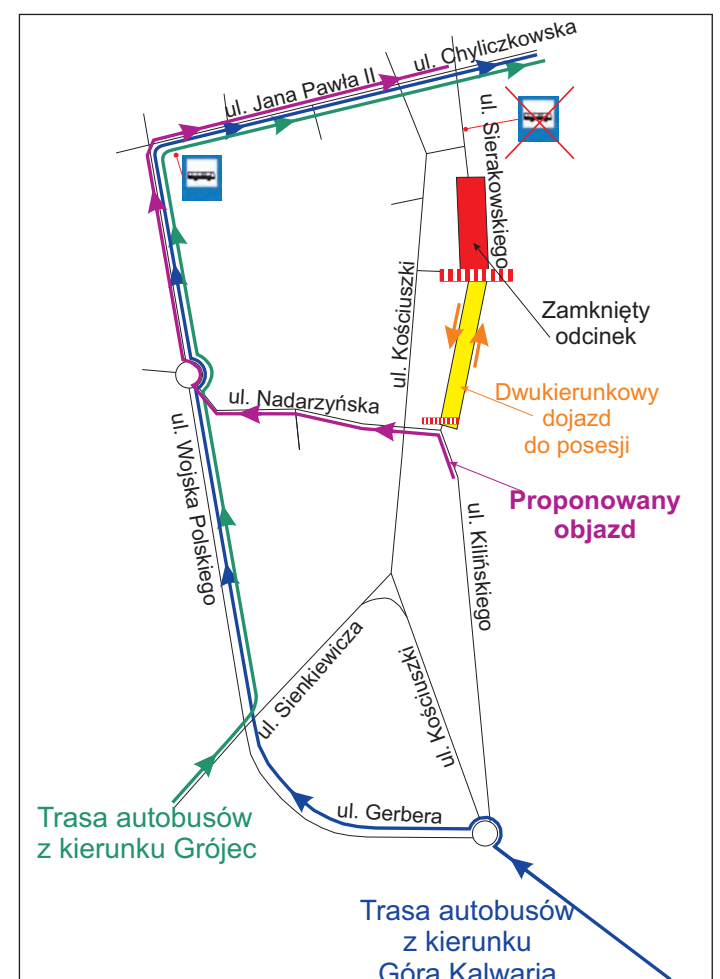 ul. Chyliczkowska
ul. Jana Pawła II
ul. Sierakowskiego
ul. Kościuszki
Zamknięty
odcinek
ul. Nadarzyńska
Dwukierunkowy
dojazd
do posesji
ul. Wojska Polskiego
Proponowany
objazd
ul. Kilińskiego
ul. Sienkiewicza
ul. Kościuszki
ul. Gerbera
Trasa autobusów
z kierunku Grójec
Trasa autobusów
z kierunku
Góra Kalwaria